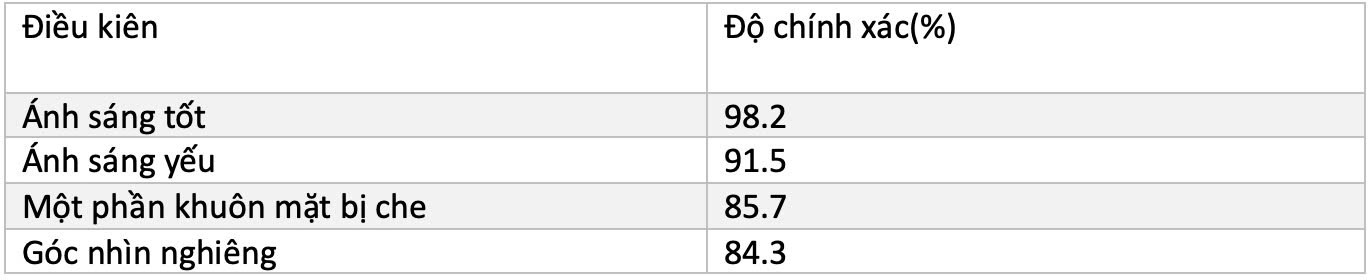 Điều kiên Độ chính xác(%)
Ánh sáng tốt 98.2
Ánh sáng yếu 91.5
Một phần khuôn mặt bị che 85.7
Góc nhìn nghiêng 84.3